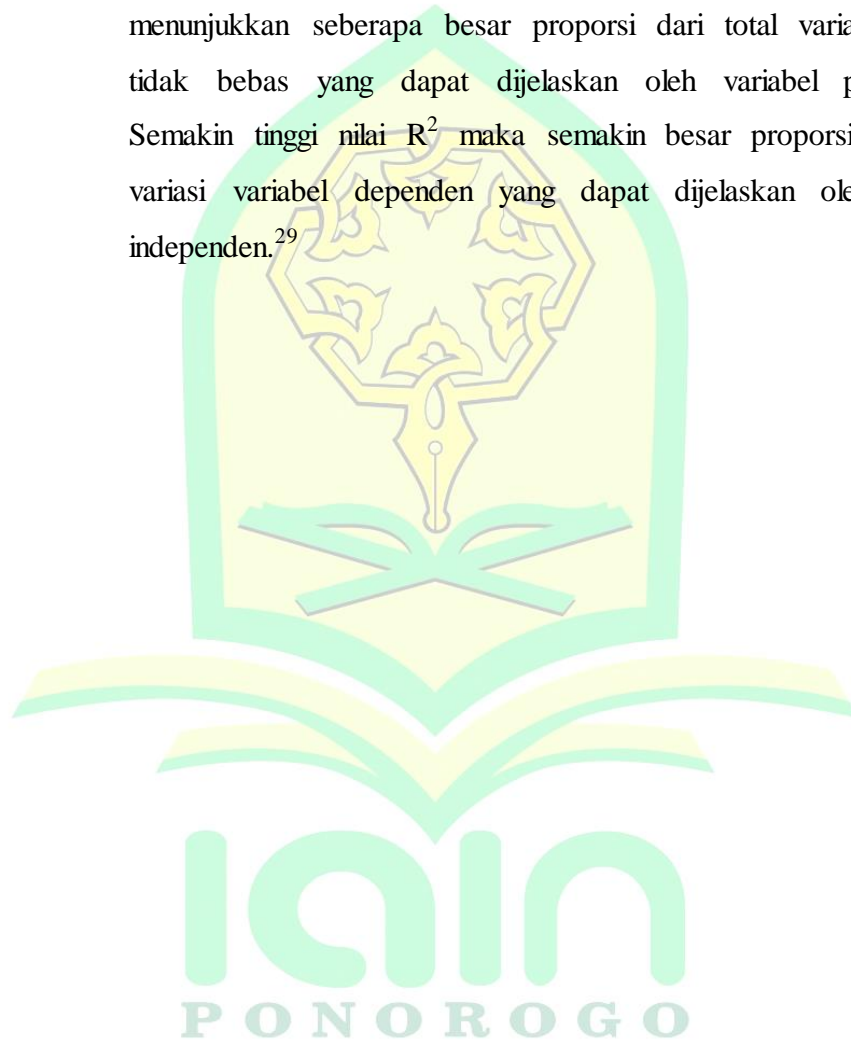 menunjukkan seberapa besar proporsi dari total varia
tidak bebas yang dapat dijelaskan oleh variabel p
Semakin tinggi nilai R² maka semakin besar proporsi
variasi variabel dependen yang dapat dijelaskan ole
independen.²⁹
iain
PONOROGO